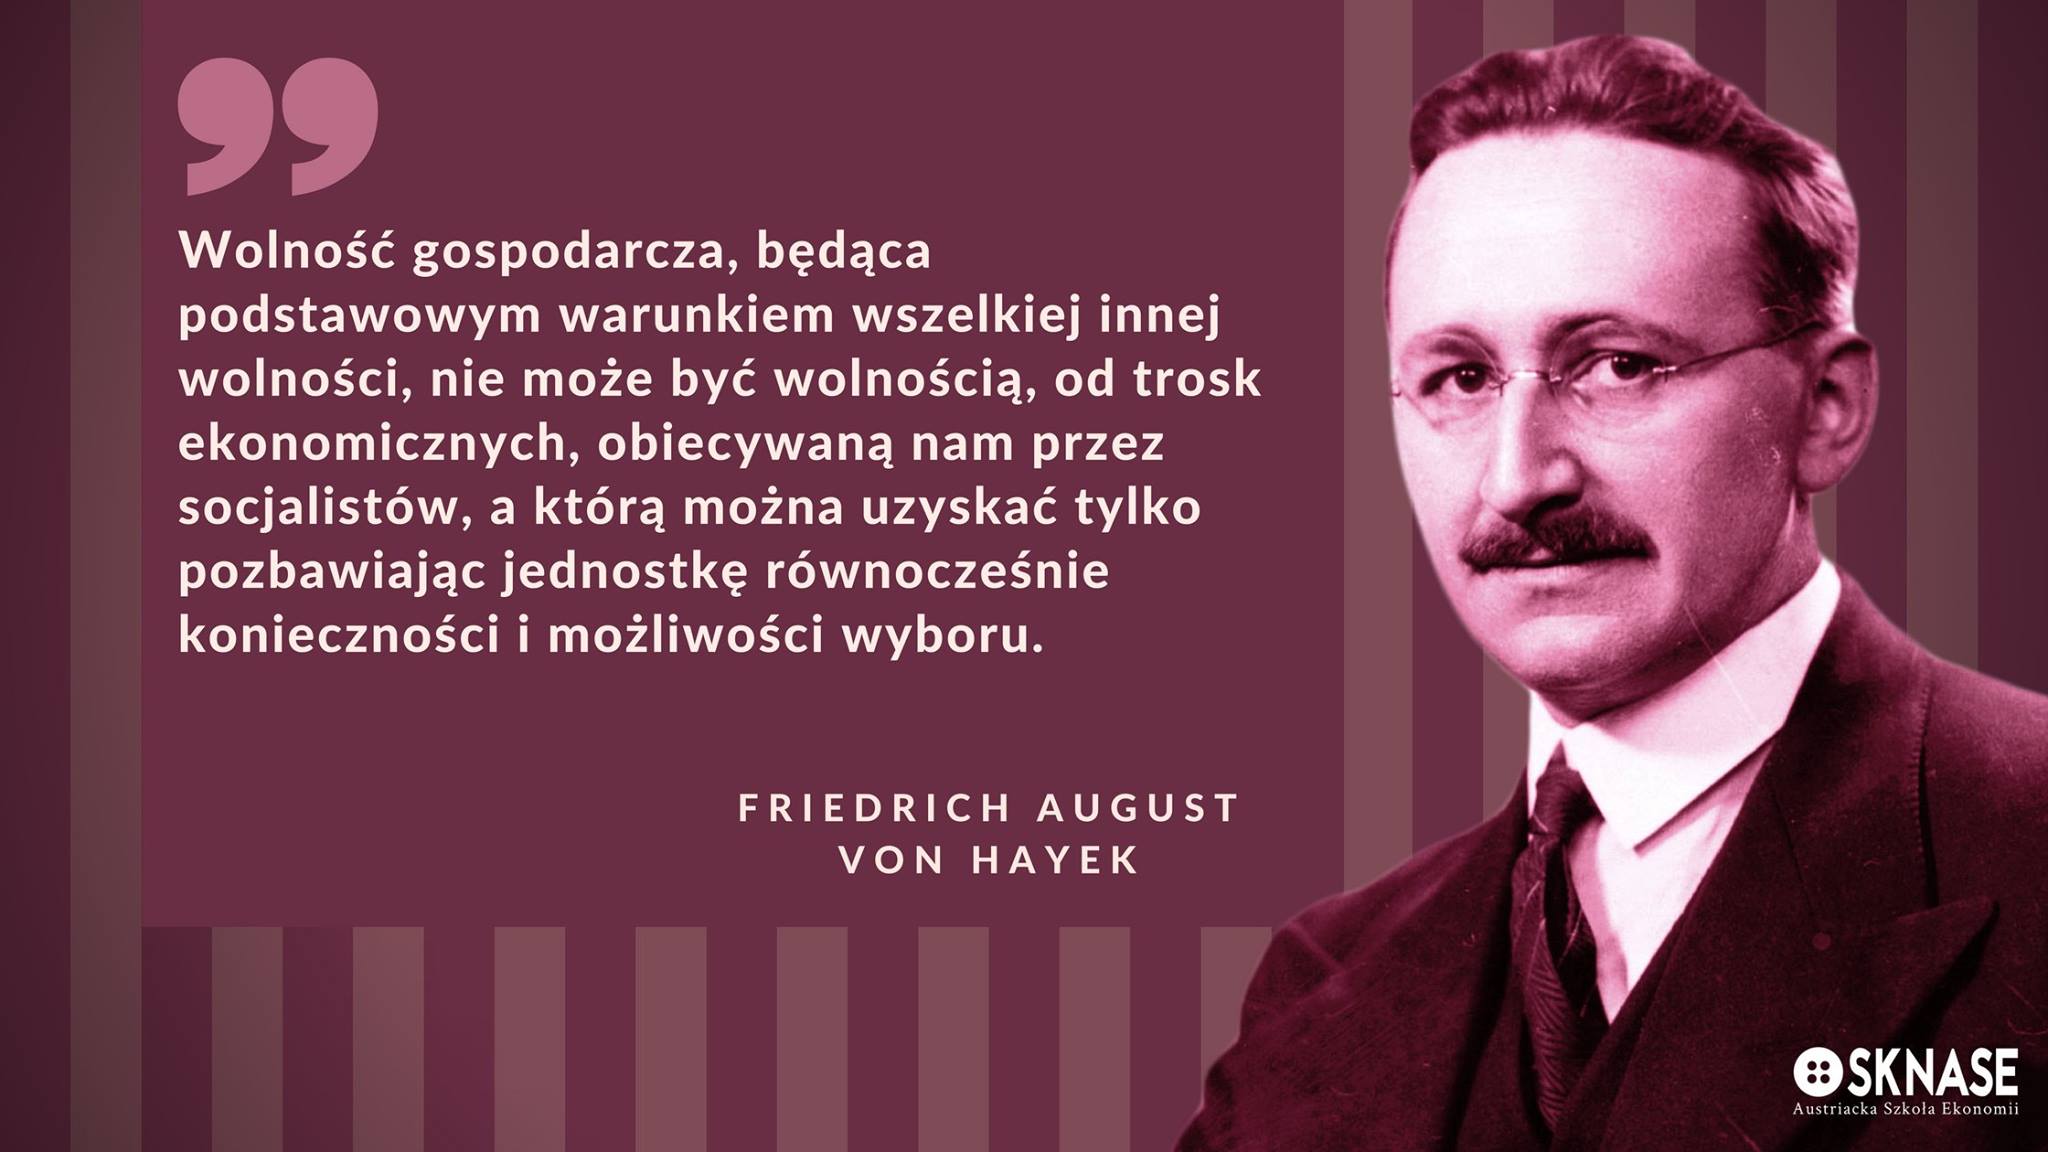 Wolność gospodarcza, będąca
podstawowym warunkiem wszelkiej innej
wolności, nie może być wolnością, od trosk
ekonomicznych, obiecywaną nam przez
socjalistów, a którą można uzyskać tylko
pozbawiając jednostkę równocześnie
konieczności i możliwości wyboru.
FRIEDRICH AUGUST
VON HAYEK
SKNASE
Austriacka Szkoła Ekonomii